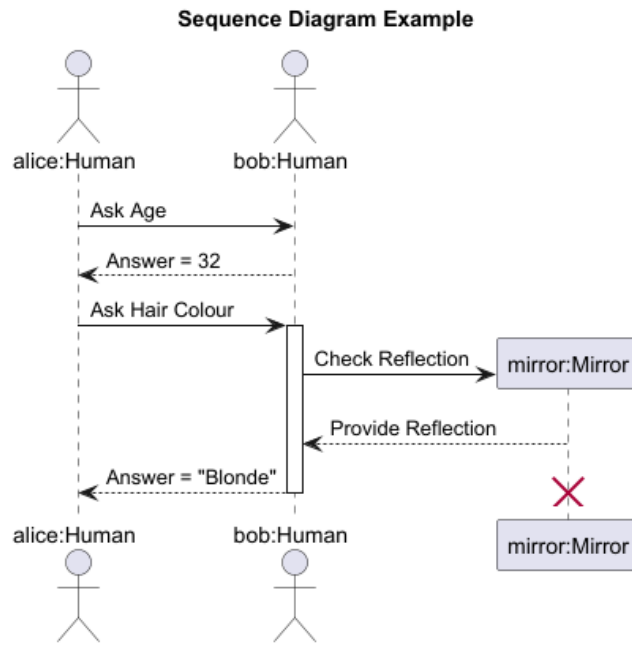 Sequence Diagram Example
alice:Human
bob:Human
Ask Age
Answer = 32
Ask Hair Colour
Check Reflection
mirror:Mirror
Provide Reflection
Answer = "Blonde"
alice:Human
bob:Human
mirror:Mirror